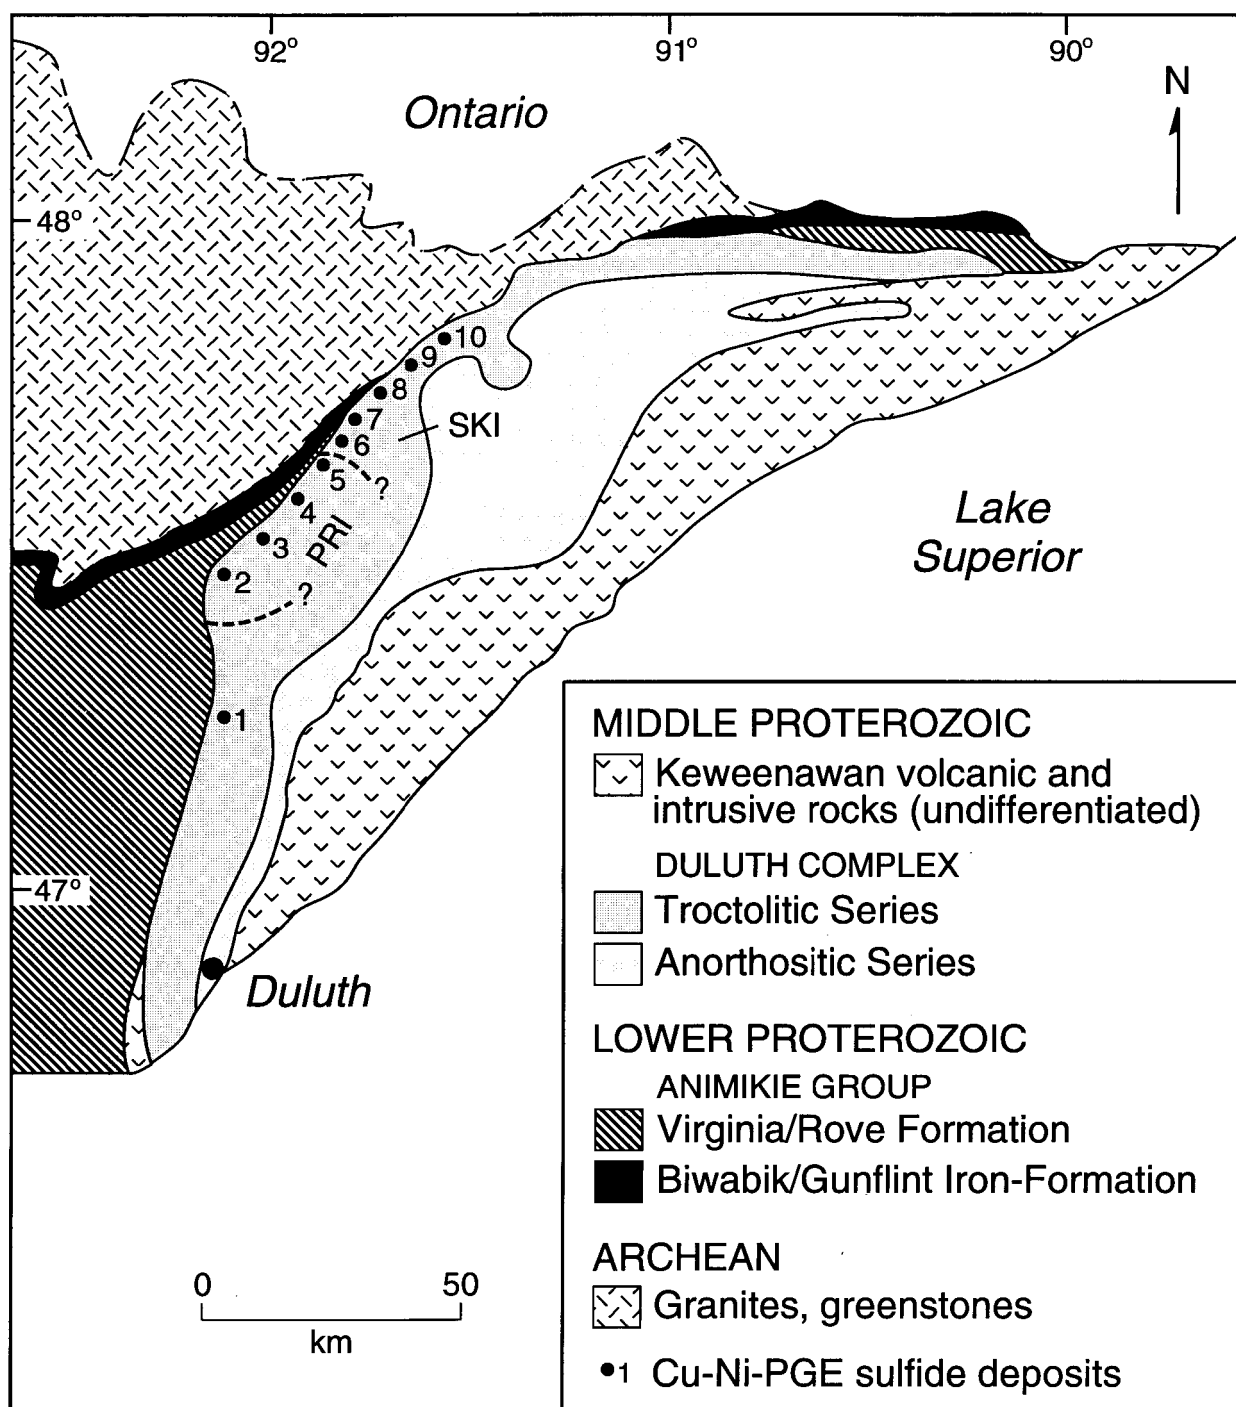 92°
91°
90°
Ontario
N
48°
10
9
8
7
SKI
6
5
?
4
PRI
3
2
?
Lake
Superior
1
47°
Duluth
MIDDLE PROTEROZOIC
Keweenawan volcanic and
intrusive rocks (undifferentiated)
DULUTH COMPLEX
Troctolitic Series
Anorthositic Series
LOWER PROTEROZOIC
ANIMIKIE GROUP
Virginia/Rove Formation
Biwabik/Gunflint Iron-Formation
ARCHEAN
Granites, greenstones
1 Cu-Ni-PGE sulfide deposits
0 50
km